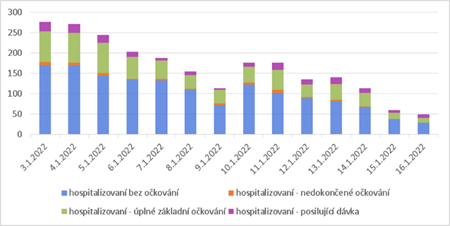 300
250
200
150
100
50
0
3.1.2022 4.1.2022 5.1.2022 6.1.2022 7.1.2022 8.1.2022 9.1.2022 10.1.2022 11.1.2022 12.1.2022 13.1.2022 14.1.2022 15.1.2022 16.1.2022
hospitalizovaní bez očkování hospitalizovaní - nedokončené očkování
hospitalizovaní - úplné základní očkování hospitalizovaní - posilující dávka